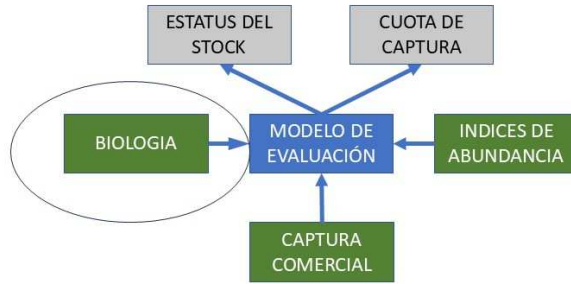 ESTATUS DEL
STOCK
CUOTA DE
CAPTURA
BIOLOGIA
MODELO DE
EVALUACIÓN
INDICES DE
ABUNDANCIA
CAPTURA
COMERCIAL